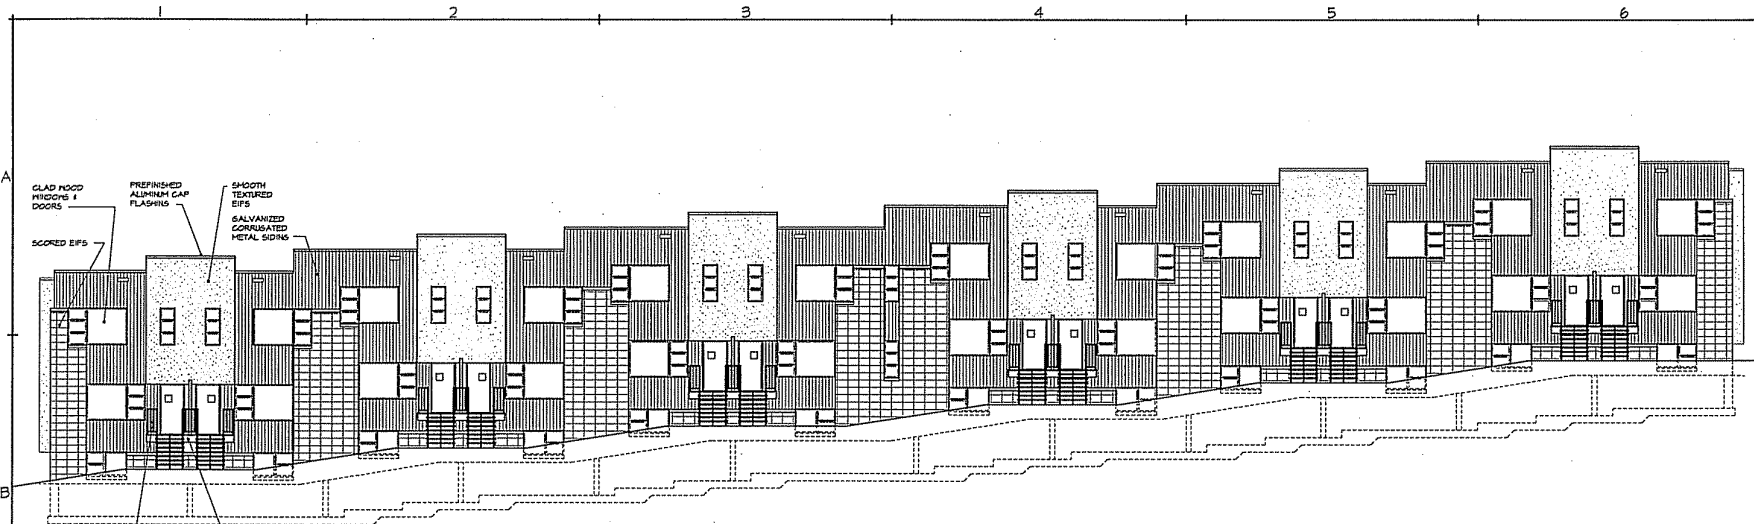 1 2 3 4 5 6
A
CLAD WOOD
WINDOWS &
DOORS
PREFINISHED
ALUMINUM CAP
FLASHING
SMOOTH
TEXTURED
EIFS
GALVANIZED
CORRUGATED
METAL SIDING
SCORED EIFS
B